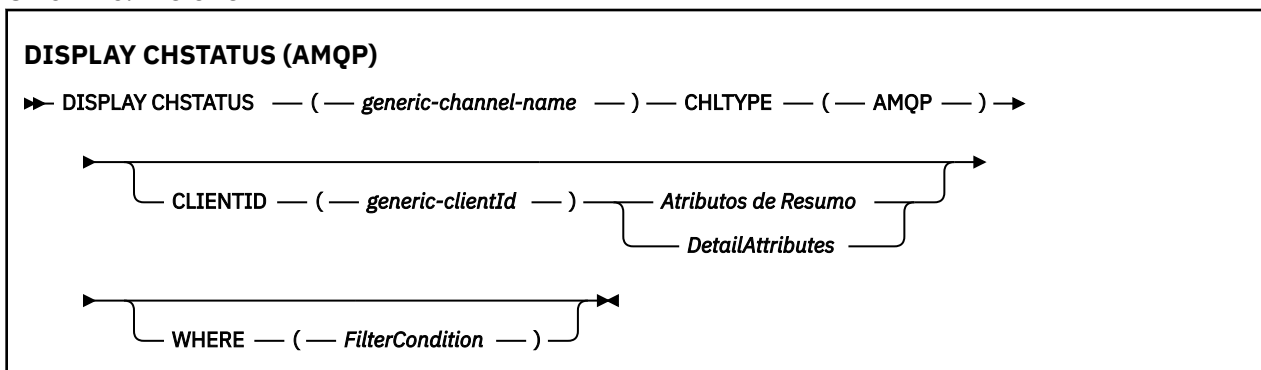 DISPLAY CHSTATUS (AMQP)
DISPLAY CHSTATUS ( generic-channel-name ) CHLTYPE ( AMQP )
CLIENTID ( generic-clientId ) Atributos de Resumo
DetailAttributes
WHERE ( FilterCondition )